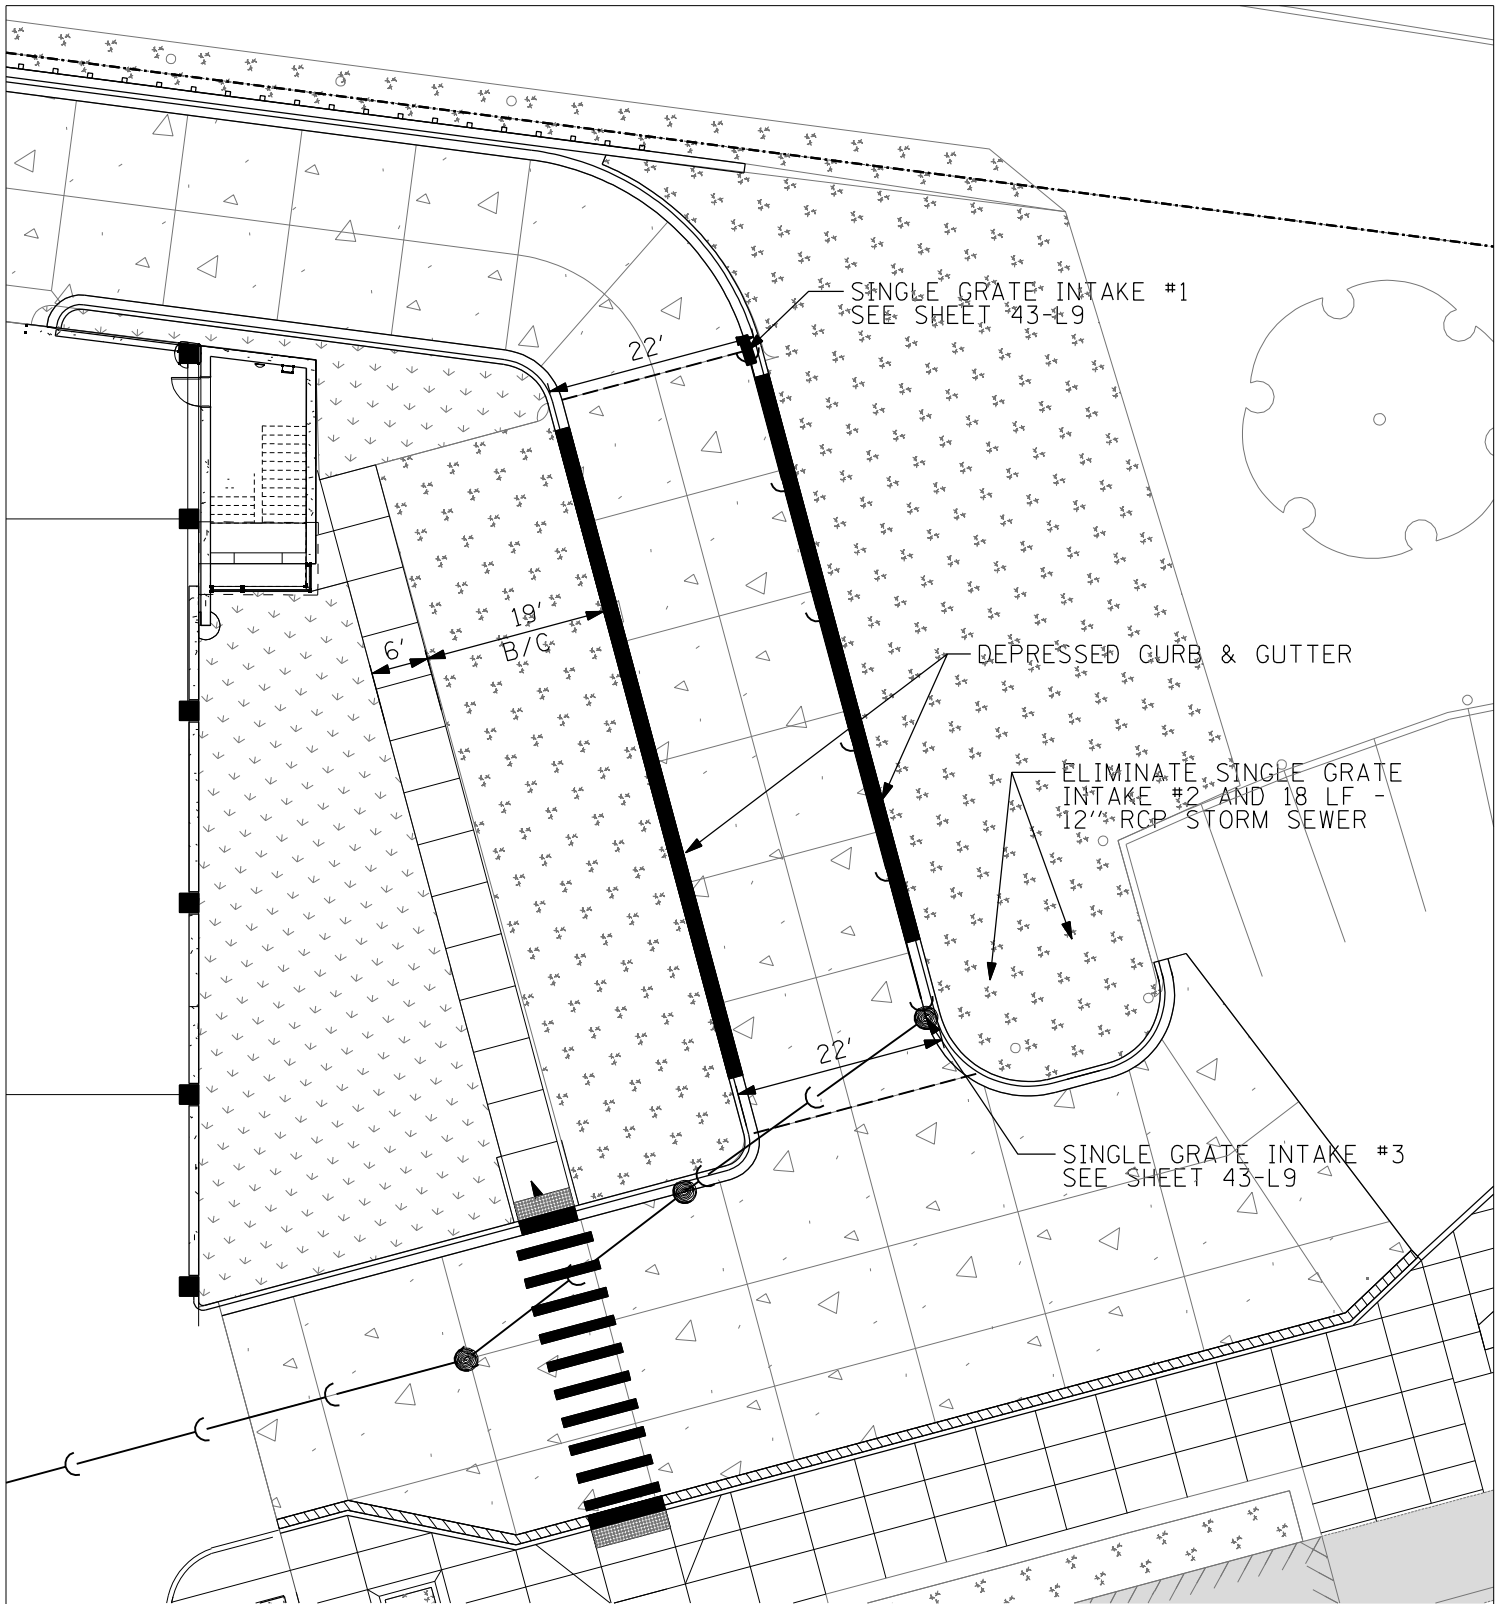 SINGLE GRATE INTAKE #1
SEE SHEET 43-L9
22'
19'
B/C
6'
DEPRESSED CURB & GUTTER
ELIMINATE SINGLE GRATE
INTAKE #2 AND 18 LF -
12" RCP STORM SEWER
22'
SINGLE GRATE INTAKE #3
SEE SHEET 43-L9